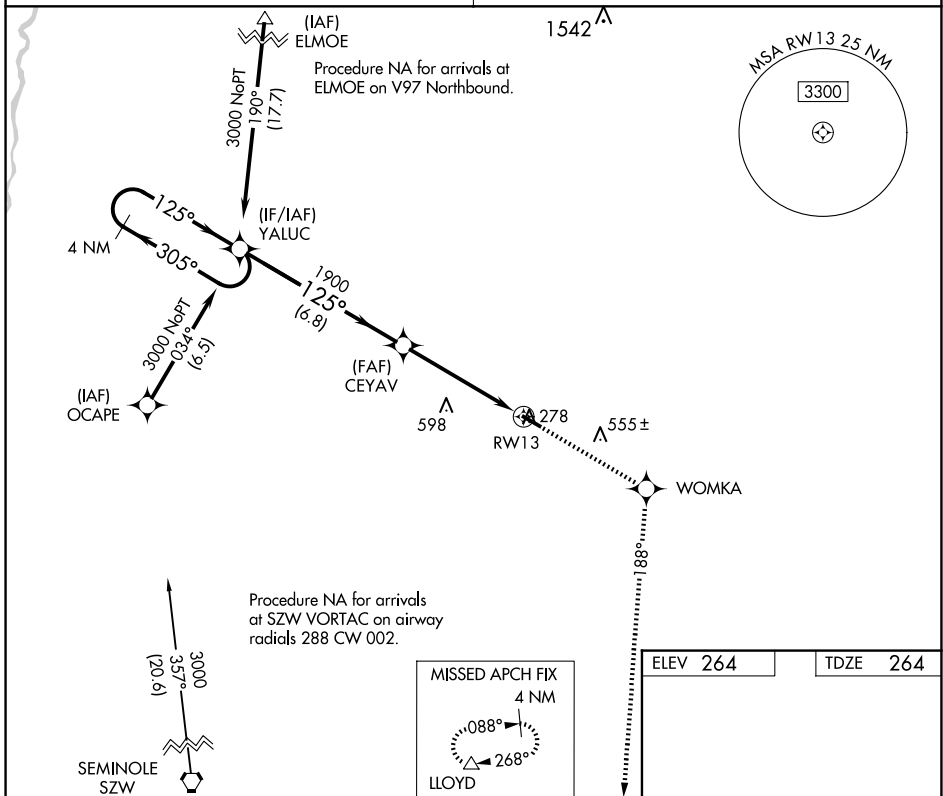 1542
(IAF)
ELMOE
Procedure NA for arrivals at
ELMOE on V97 Northbound.
MSA RW13 25 NM
3300
3000 NoPT
190°
(17.7)
125°
305°
4 NM
(IF/IAF)
YALUC
1900
125°
(6.8)
3000 NoPT
034°
(6.5)
(IAF)
OCAPE
(FAF)
CEYAV
598
278
RW13
555±
WOMKA
188°
Procedure NA for arrivals
at SZW VORTAC on airway
radials 288 CW 002.
3000
357°
(20.6)
SEMINOLE
SZW
MISSED APCH FIX
4 NM
088°
268°
LLOYD
ELEV 264
TDZE 264